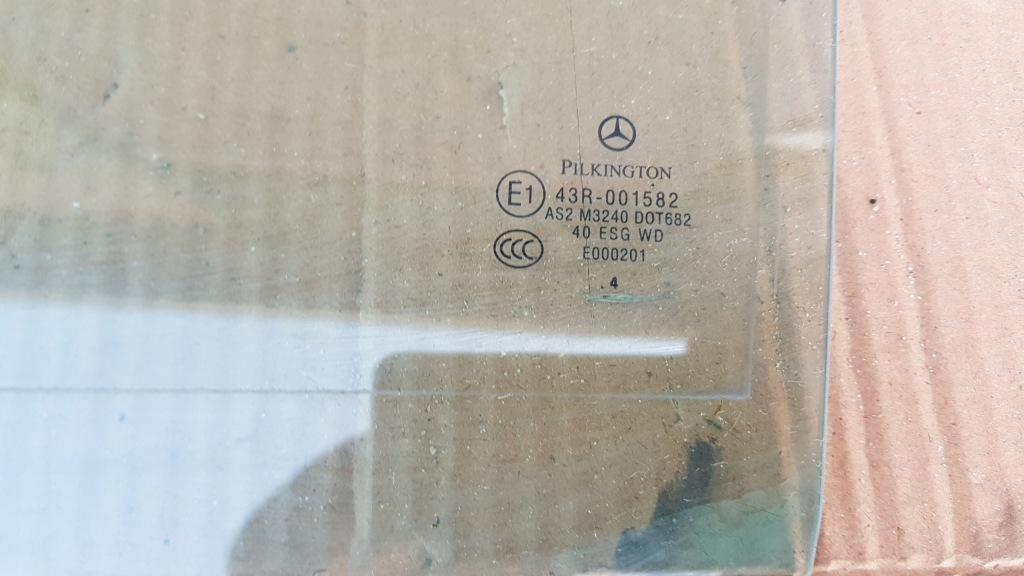 PILKINGTON
E1 43R-001582
AS2 M3240 DOT682
40 ESG WD
CCC E000201
.4